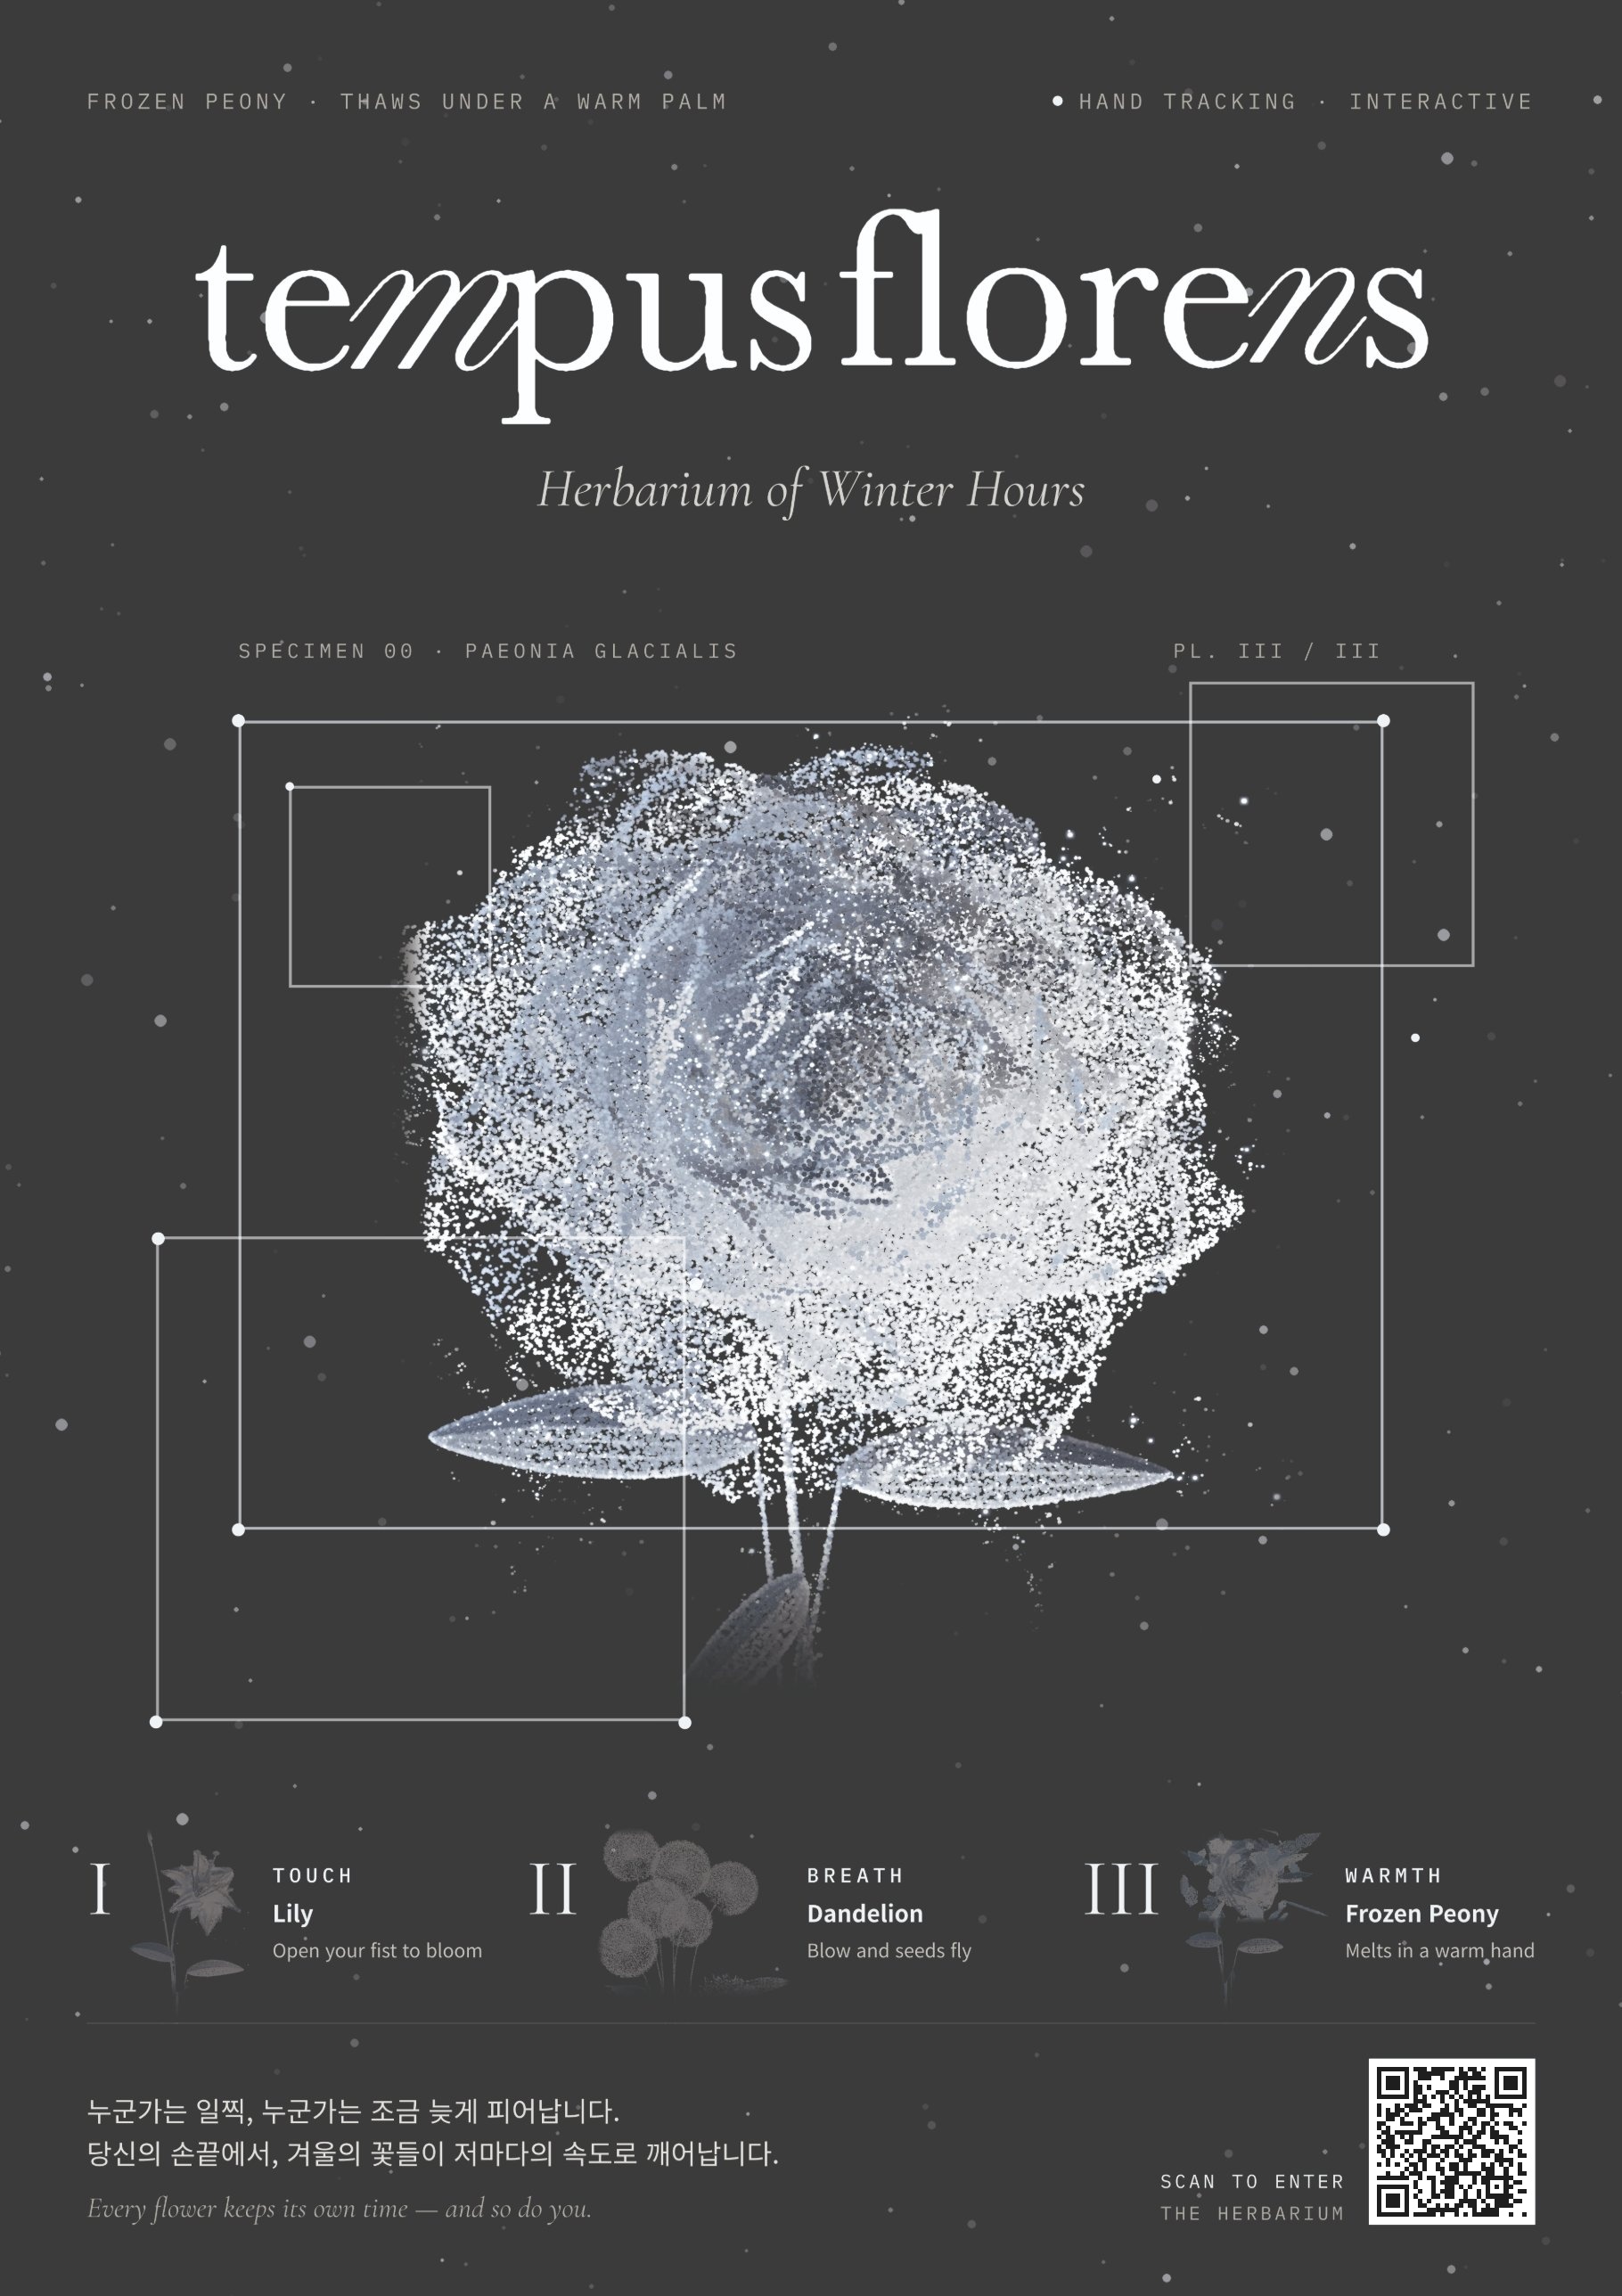 FROZEN PEONY · THAWS UNDER A WARM PALM
HAND TRACKING · INTERACTIVE
tempus florens
Herbarium of Winter Hours
SPECIMEN 00 · PAEONIA GLACIALIS
PL. III / III
I
TOUCH
Lily
Open your fist to bloom
II
BREATH
Dandelion
Blow and seeds fly
III
WARMTH
Frozen Peony
Melts in a warm hand
누군가는 일찍, 누군가는 조금 늦게 피어납니다.
당신의 손끝에서, 겨울의 꽃들이 저마다의 속도로 깨어납니다.
Every flower keeps its own time — and so do you.
SCAN TO ENTER
THE HERBARIUM